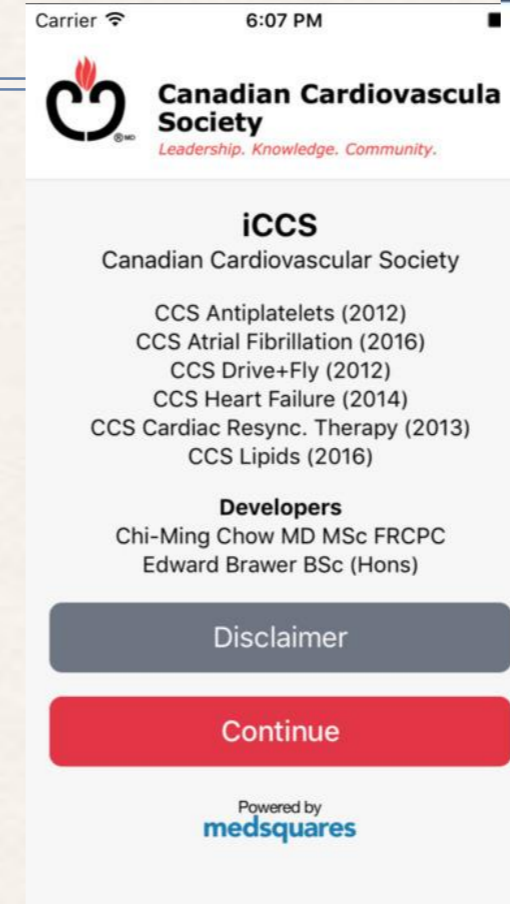 Carrier 6:07 PM
Canadian Cardiovascula
Society
®MD
Leadership. Knowledge. Community.
iCCS
Canadian Cardiovascular Society
CCS Antiplatelets (2012)
CCS Atrial Fibrillation (2016)
CCS Drive+Fly (2012)
CCS Heart Failure (2014)
CCS Cardiac Resync. Therapy (2013)
CCS Lipids (2016)
Developers
Chi-Ming Chow MD MSc FRCPC
Edward Brawer BSc (Hons)
Disclaimer
Continue
Powered by
medsquares